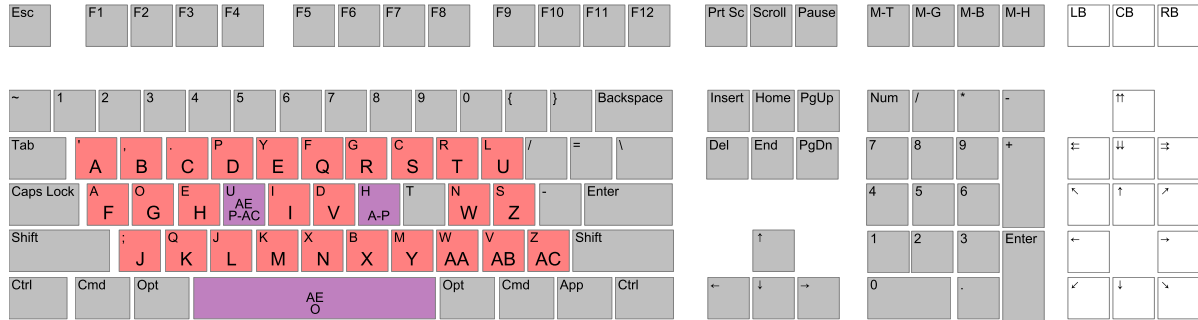 Esc F1 F2 F3 F4 F5 F6 F7 F8 F9 F10 F11 F12 Prt Sc Scroll Pause M-T M-G M-B M-H LB CB RB
~ 1 2 3 4 5 6 7 8 9 0 { } Backspace Insert Home PgUp Num / * - ⇈
Tab ' , . P Y F G C R L / = \ Del End PgDn 7 8 9 + ⇇ ⇊ ⇉
A B C D E Q R S T U
Caps Lock A O E U I D H T N S - Enter 4 5 6 ↖ ↑ ↗
F G H AE I V A-P W Z
P-AC
Shift ; Q J K X B M W V Z Shift ↑ 1 2 3 Enter ← →
J K L M N X Y AA AB AC
Ctrl Cmd Opt Opt Cmd App Ctrl ← ↓ → 0 . ↙ ↓ ↘
AE
O